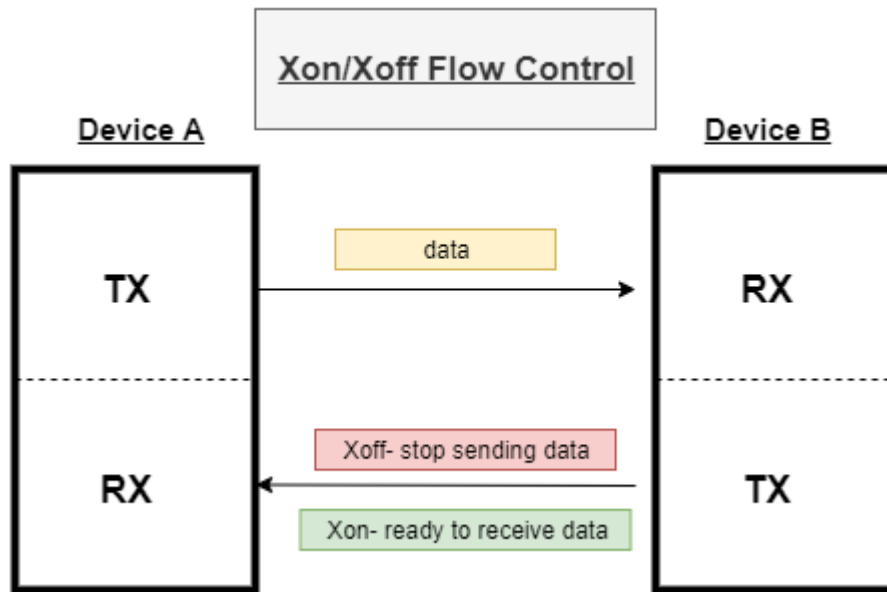 Xon/Xoff Flow Control
Device A
Device B
TX
data
RX
Xoff- stop sending data
RX
TX
Xon- ready to receive data